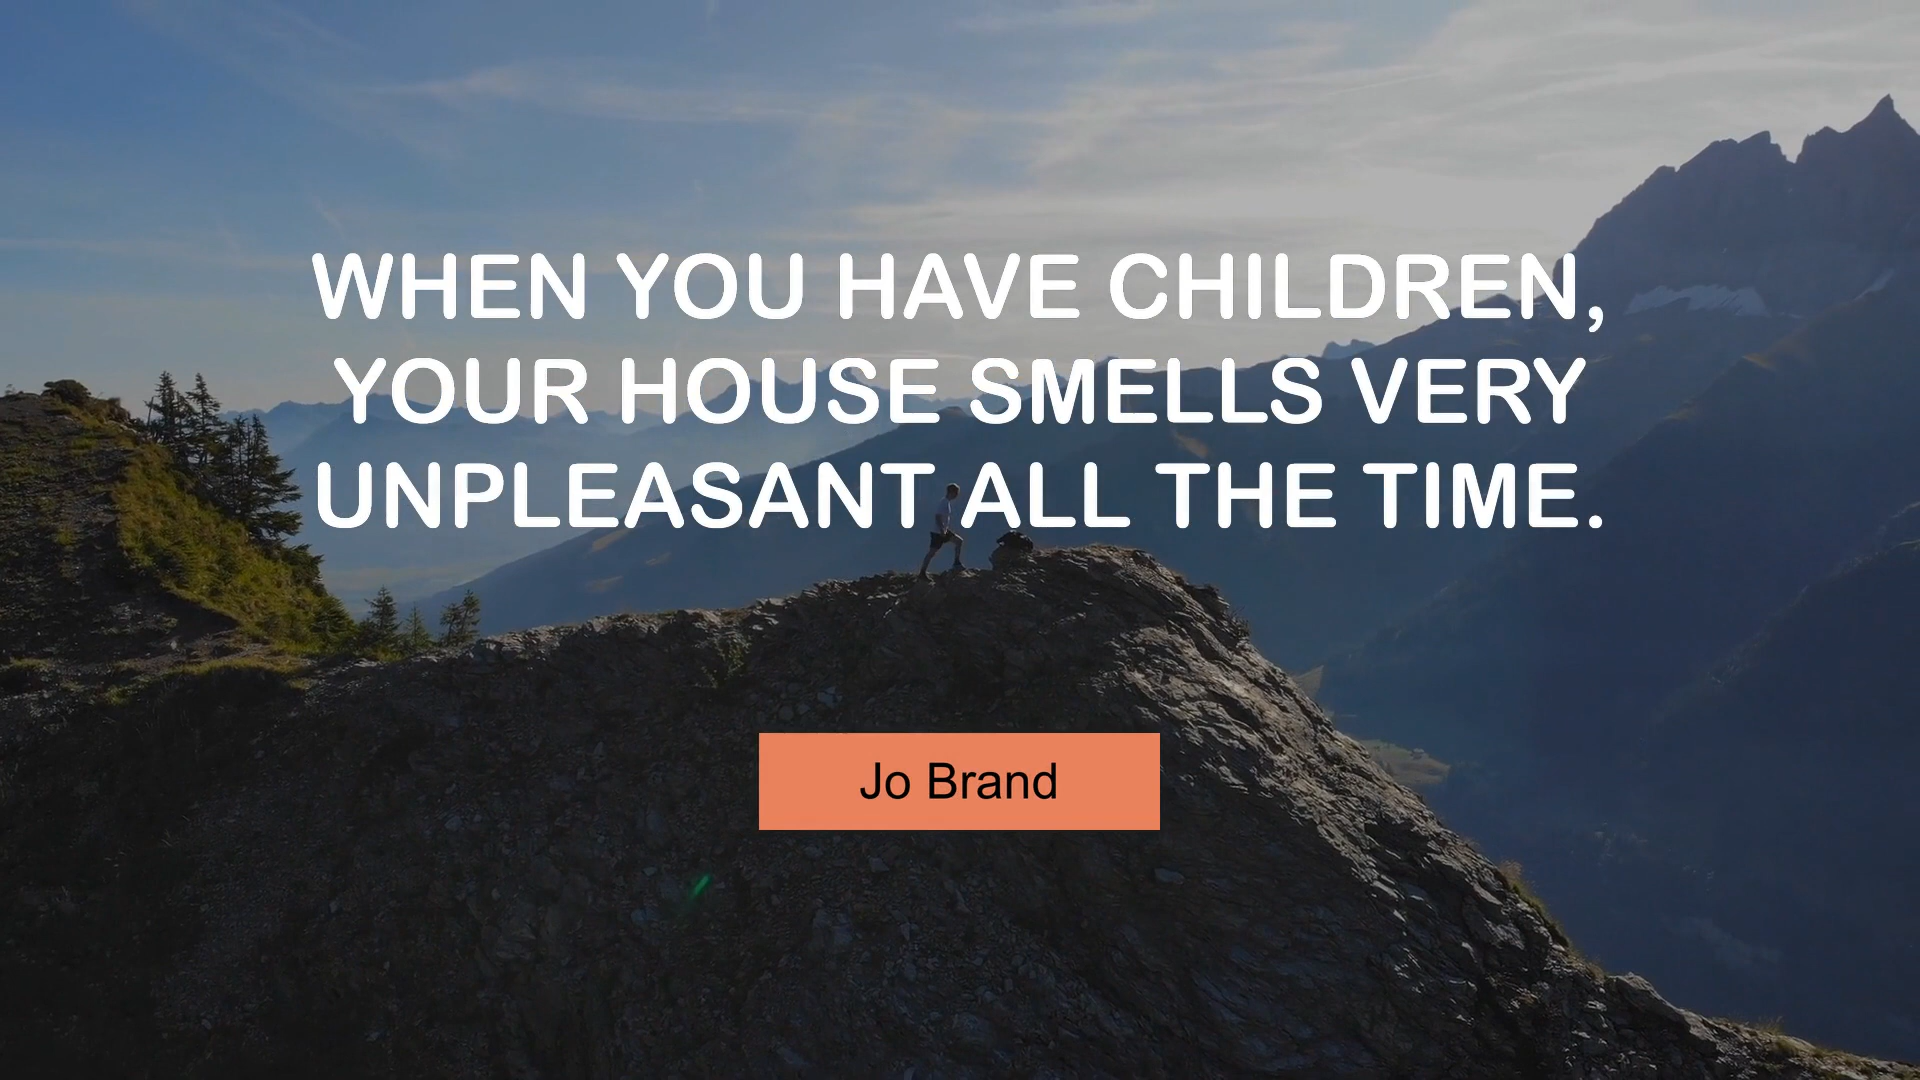 WHEN YOU HAVE CHILDREN,
YOUR HOUSE SMELLS VERY
UNPLEASANT ALL THE TIME.
Jo Brand